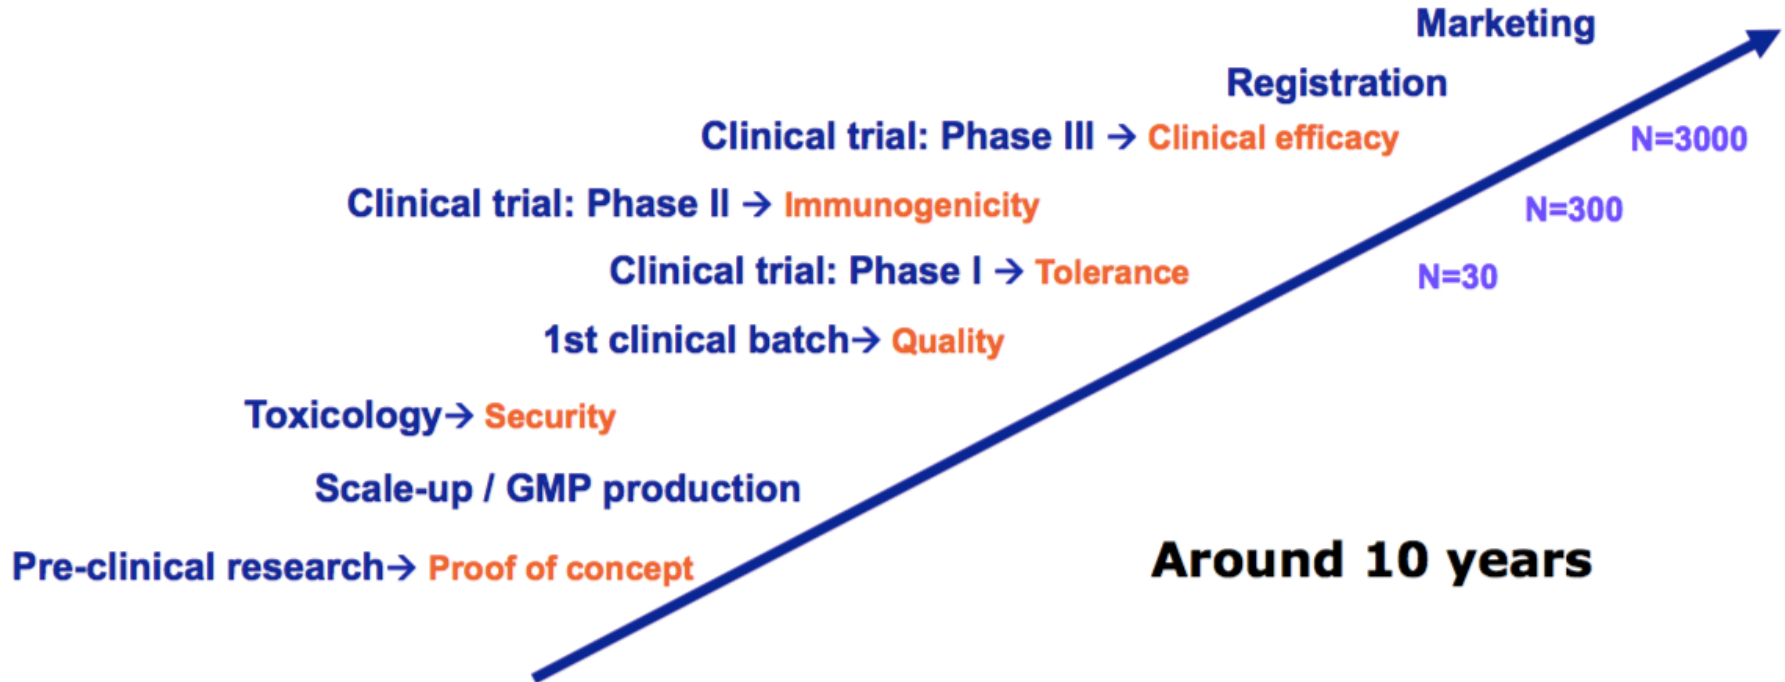 Marketing
Registration
Clinical trial: Phase III → Clinical efficacy N=3000
Clinical trial: Phase II → Immunogenicity N=300
Clinical trial: Phase I → Tolerance N=30
1st clinical batch→ Quality
Toxicology→ Security
Scale-up / GMP production
Pre-clinical research→ Proof of concept
Around 10 years